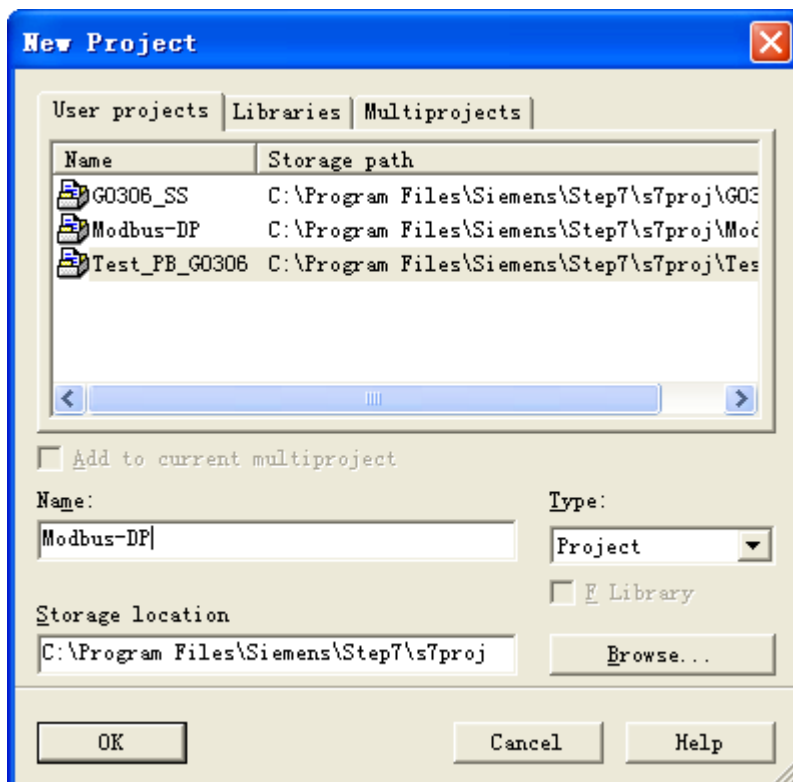 New Project
User projects Libraries Multiprojects
Name Storage path
G0306_SS C:\Program Files\Siemens\Step7\s7proj\G03
Modbus-DP C:\Program Files\Siemens\Step7\s7proj\Mod
Test_PB_G0306 C:\Program Files\Siemens\Step7\s7proj\Tes
Add to current multiproject
Name: Type:
Modbus-DP Project
F Library
Storage location
C:\Program Files\Siemens\Step7\s7proj Browse...
OK Cancel Help